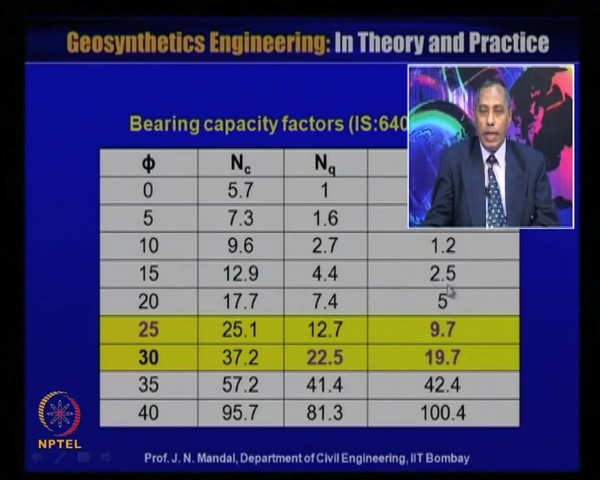 Geosynthetics Engineering: In Theory and Practice
Bearing capacity factors (IS:640
ɸ Nc Nq
0 5.7 1
5 7.3 1.6
10 9.6 2.7 1.2
15 12.9 4.4 2.5
20 17.7 7.4 5
25 25.1 12.7 9.7
30 37.2 22.5 19.7
35 57.2 41.4 42.4
40 95.7 81.3 100.4
NPTEL
Prof. J. N. Mandal, Department of Civil Engineering, IIT Bombay